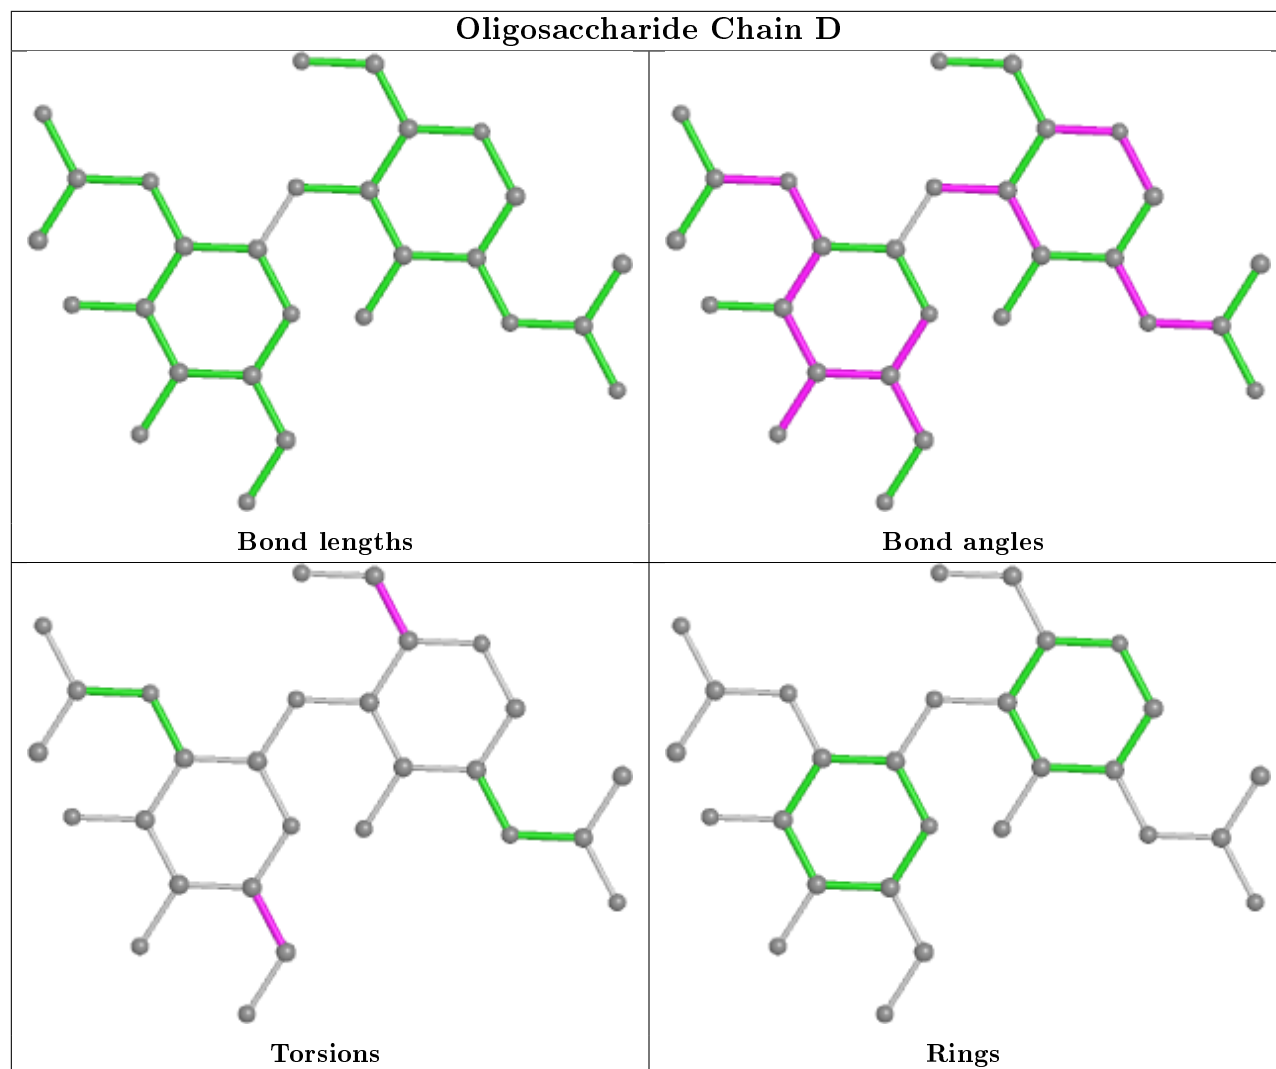 Oligosaccharide Chain D
Bond lengths
Bond angles
Torsions
Rings